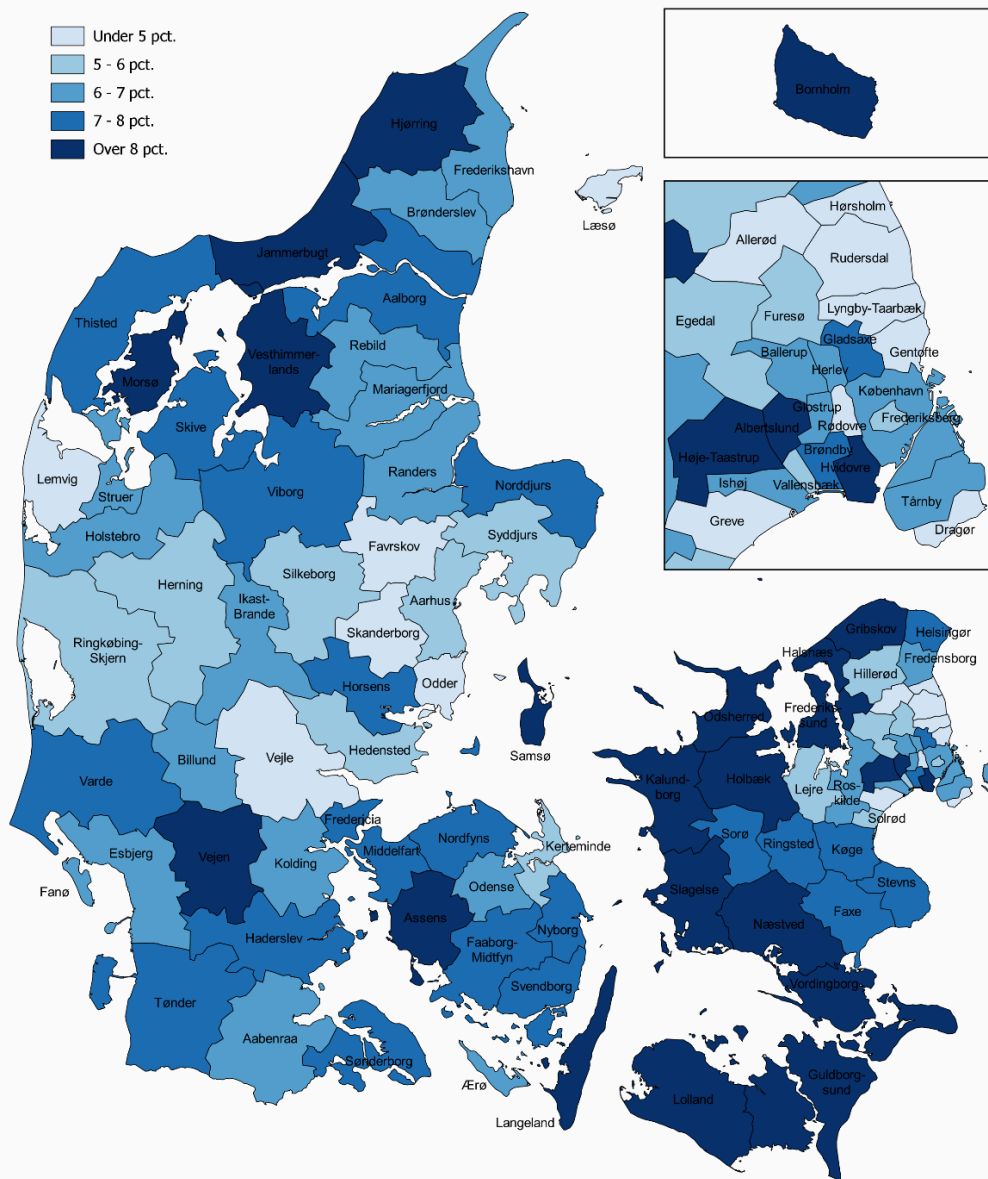 Under 5 pct.
5 - 6 pct.
6 - 7 pct.
7 - 8 pct.
Over 8 pct.
Bornholm
Hjørring
Frederikshavn
Brønderslev
Læsø
Jammerbugt
Aalborg
Thisted
Vesthimmer-
lands
Rebild
Morsø
Mariagerfjord
Skive
Lemvig
Randers
Viborg
Norddjurs
Struer
Holstebro
Favrskov
Syddjurs
Silkeborg
Herning
Ikast-
Brande
Aarhus
Skanderborg
Ringkøbing-
Skjern
Horsens
Odder
Hedensted
Vejle
Billund
Varde
Samsø
Fredericia
Nordfyns
Middelfart
Kerteminde
Esbjerg
Vejen
Kolding
Fanø
Odense
Assens
Nyborg
Haderslev
Faaborg-
Midtfyn
Svendborg
Tønder
Aabenraa
Sønderborg
Ærø
Langeland
Hørsholm
Allerød
Rudersdal
Lyngby-Taarbæk
Egedal
Furesø
Gladsaxe
Gentofte
Ballerup
Herlev
København
Glostrup
Frederiksberg
Rødovre
Albertslund
Brøndby
Høje-Taastrup
Hvidovre
Ishøj
Vallensbæk
Tårnby
Greve
Dragør
Gribskov
Helsingør
Halsnæs
Fredensborg
Hillerød
Frederiks-
sund
Odsherred
Kalund-
borg
Holbæk
Lejre
Ros-
kilde
Solrød
Sorø
Ringsted
Køge
Stevns
Slagelse
Faxe
Næstved
Vordingborg
Guldborg-
sund
Lolland